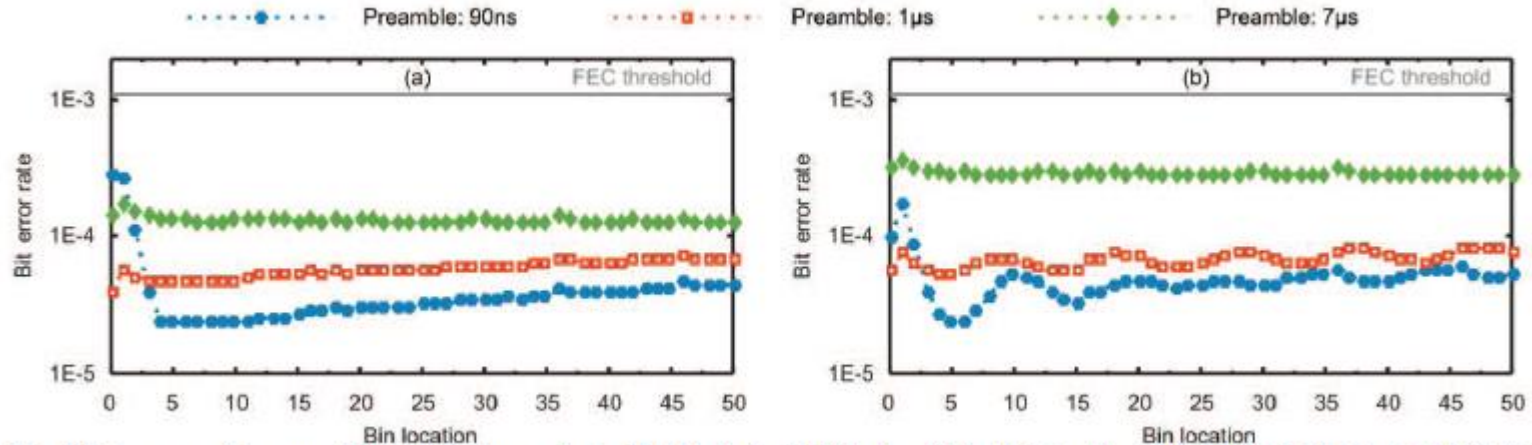 Preamble: 90ns Preamble: 1µs Preamble: 7µs
(a) FEC threshold
1E-3
1E-4
1E-5
Bit error rate
0 5 10 15 20 25 30 35 40 45 50
Bin location
(b) FEC threshold
1E-3
1E-4
1E-5
Bit error rate
0 5 10 15 20 25 30 35 40 45 50
Bin location